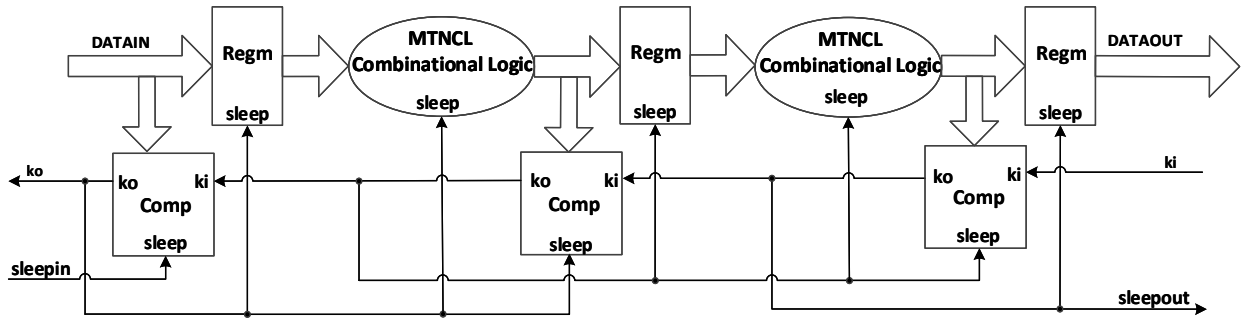 DATAIN
Regm
sleep
MTNCL
Combinational Logic
sleep
Regm
sleep
MTNCL
Combinational Logic
sleep
Regm
sleep
DATAOUT
ko
ko
ki
Comp
sleep
ko
ki
Comp
sleep
ko
ki
Comp
sleep
ki
sleepin
sleepout